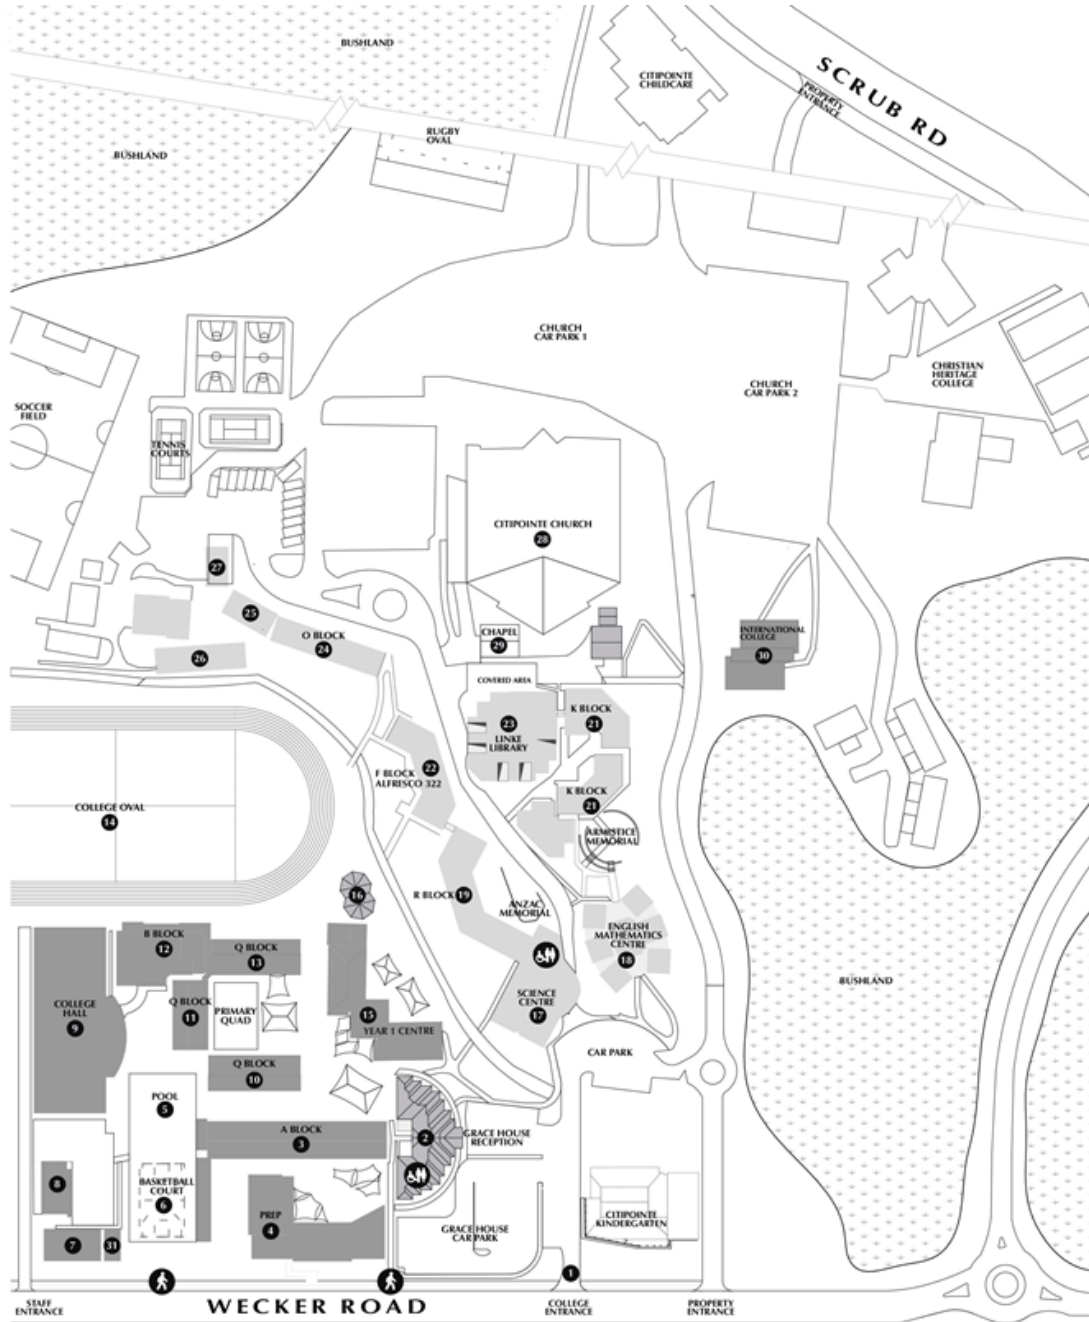 BUSHLAND
CITIPOINTE
CHILDCARE
SCRUB RD
PROPERTY
ENTRANCE
RUGBY
OVAL
BUSHLAND
CHURCH
CAR PARK 1
CHURCH
CAR PARK 2
CHRISTIAN
HERITAGE
COLLEGE
SOCCER
FIELD
TENNIS
COURTS
CITIPOINTE CHURCH
28
27
25
O BLOCK
24
26
CHAPEL
29
INTERNATIONAL
COLLEGE
30
COVERED AREA
23
LINKE
LIBRARY
K BLOCK
21
22
F BLOCK
ALFRESCO 322
K BLOCK
21
COLLEGE OVAL
14
ARMISTICE
MEMORIAL
16
R BLOCK 19
ANZAC
MEMORIAL
ENGLISH
MATHEMATICS
CENTRE
18
B BLOCK
12
Q BLOCK
13
BUSHLAND
COLLEGE
HALL
9
Q BLOCK
11
PRIMARY
QUAD
15
YEAR 1 CENTRE
SCIENCE
CENTRE
17
CAR PARK
Q BLOCK
10
POOL
5
A BLOCK
3
2
GRACE HOUSE
RECEPTION
8
BASKETBALL
COURT
6
PREP
4
GRACE HOUSE
CAR PARK
CITIPOINTE
KINDERGARTEN
7
31
1
STAFF
ENTRANCE
WECKER ROAD
COLLEGE
ENTRANCE
PROPERTY
ENTRANCE